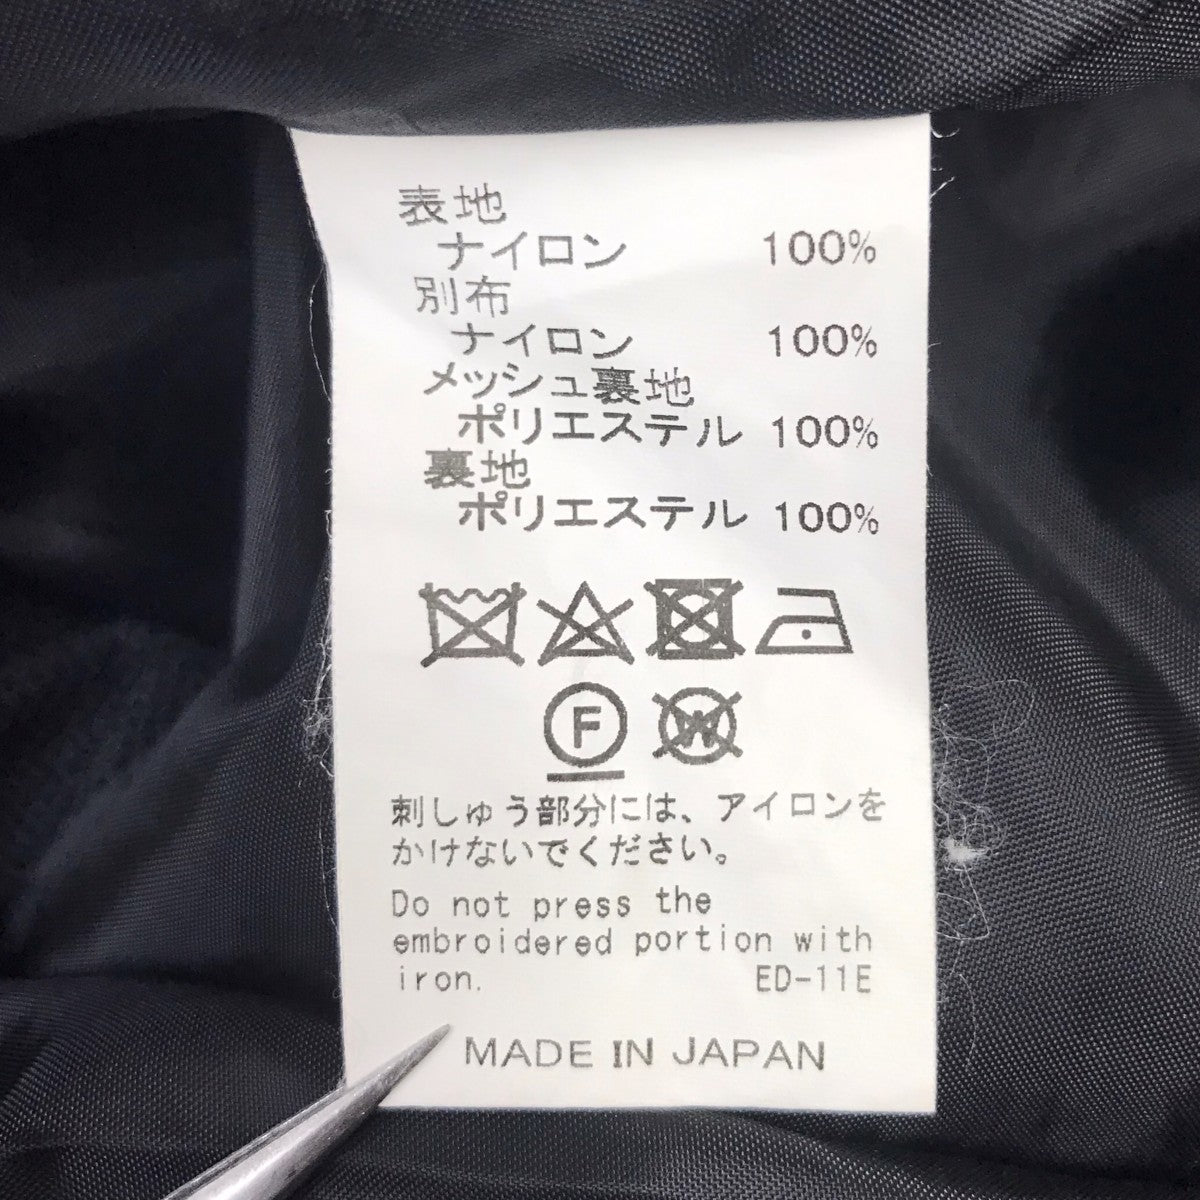 表地
ナイロン 100%
別布
ナイロン 100%
メッシュ裏地
ポリエステル 100%
裏地
ポリエステル 100%
F W
刺しゅう部分には、アイロンを
かけないでください。
Do not press the
embroidered portion with
iron. ED-11E
MADE IN JAPAN